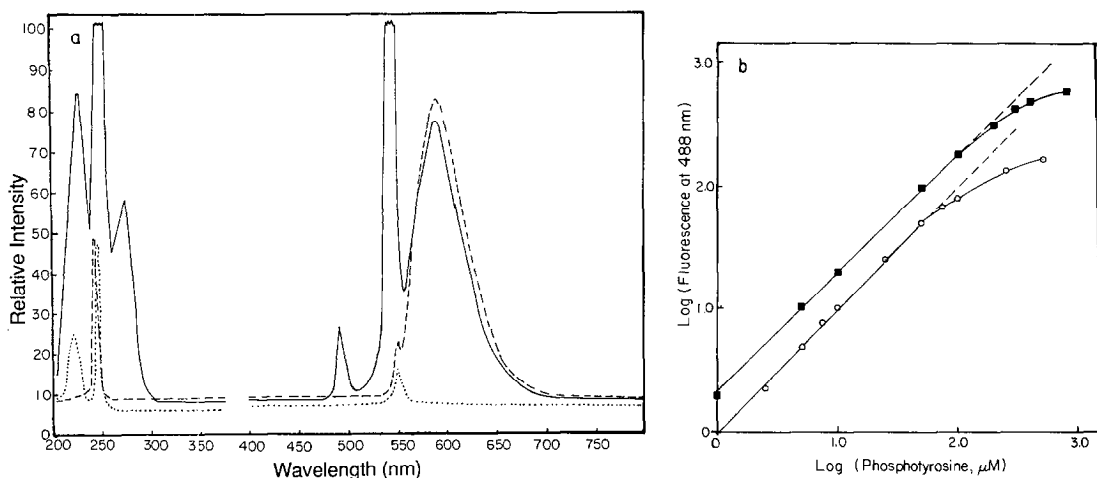 a
100
90
80
70
60
50
40
30
20
10
0
Relative Intensity
200 250 300 350 400 500 550 600 650 700 750
Wavelength (nm)
b
3.0
2.0
1.0
0
Log (Fluorescence at 488 nm)
0 1.0 2.0 3.0
Log (Phosphotyrosine, μM)